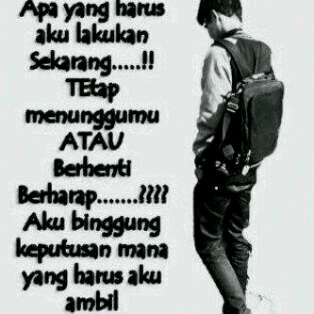 Apa yang harus
aku lakukan
Sekarang.....!!
TEtap
menunggumu
ATAU
Berhenti
Berharap.......????
Aku binggung
keputusan mana
yang harus aku
ambil